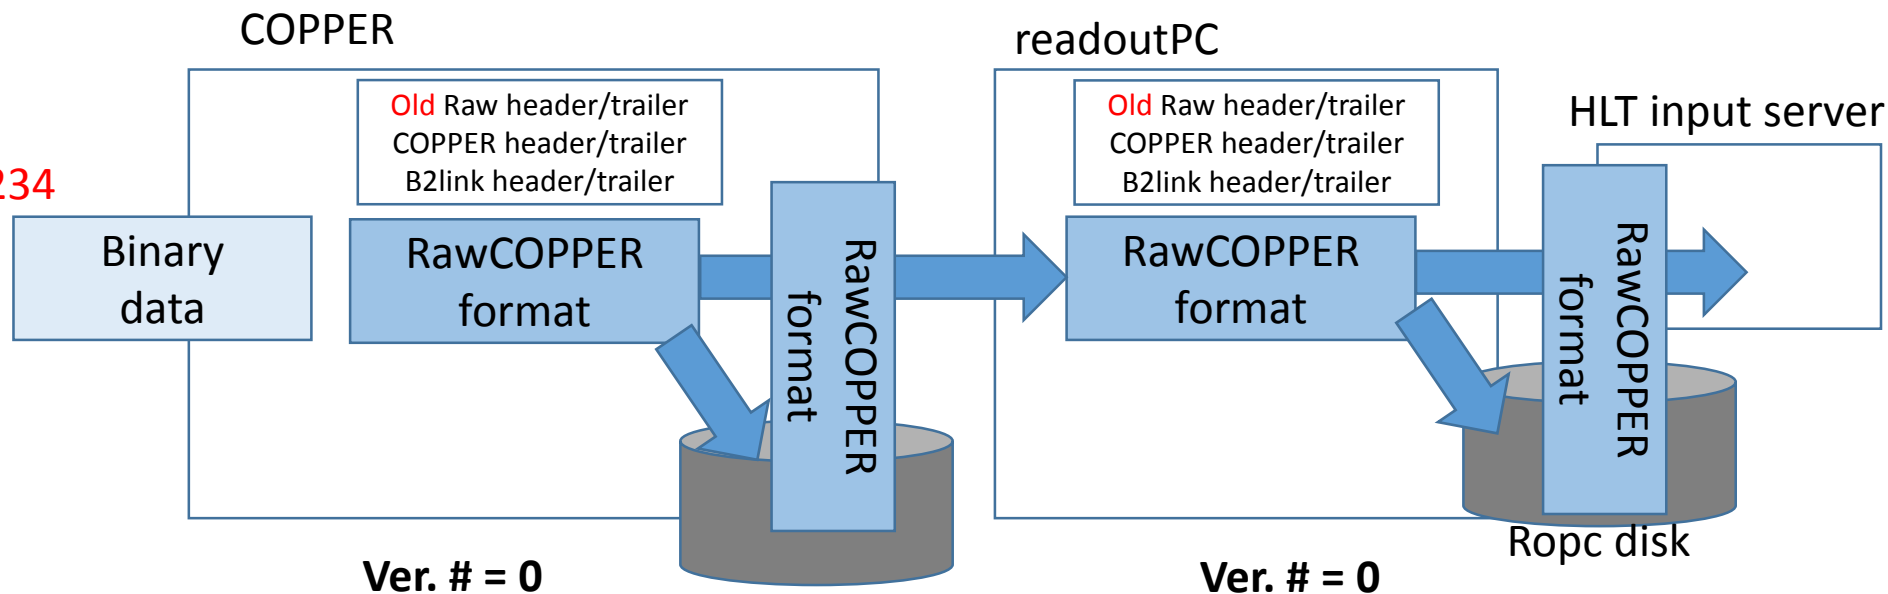 COPPER
Old Raw header/trailer
COPPER header/trailer
B2link header/trailer
234
Binary
data
RawCOPPER
format
RawCOPPER
format
Ver. # = 0
readoutPC
Old Raw header/trailer
COPPER header/trailer
B2link header/trailer
RawCOPPER
format
Ver. # = 0
HLT input server
RawCOPPER
format
Ropc disk